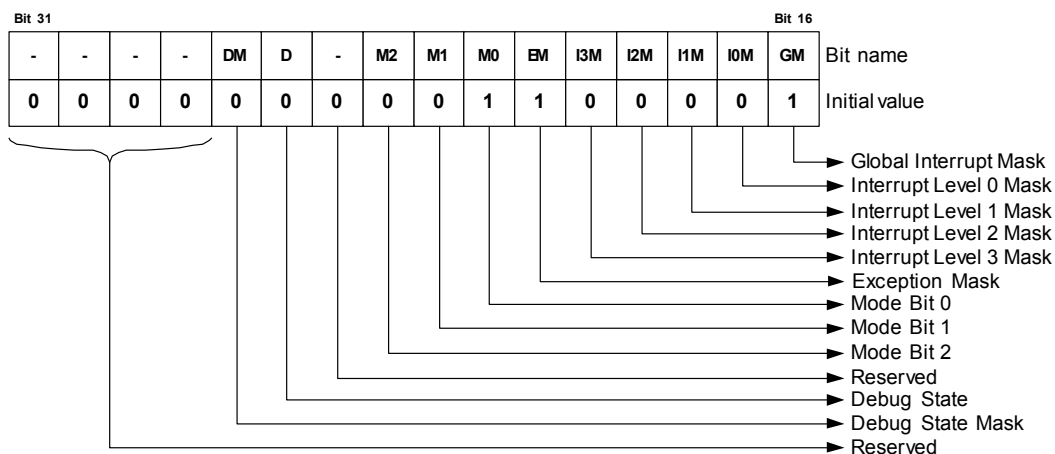 Bit 31 Bit 16
- - - - DM D - M2 M1 M0 EM I3M I2M I1M I0M GM Bit name
0 0 0 0 0 0 0 0 0 1 1 0 0 0 0 1 Initial value
Global Interrupt Mask
Interrupt Level 0 Mask
Interrupt Level 1 Mask
Interrupt Level 2 Mask
Interrupt Level 3 Mask
Exception Mask
Mode Bit 0
Mode Bit 1
Mode Bit 2
Reserved
Debug State
Debug State Mask
Reserved